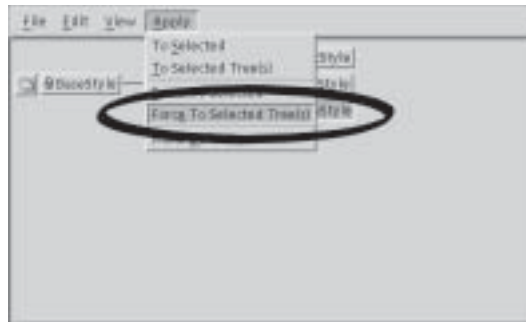 File Edit View Apply
To Selected
To Selected Tree(s)
Style
@BaseStyle
Style
Force To Selected Tree(s)
Style